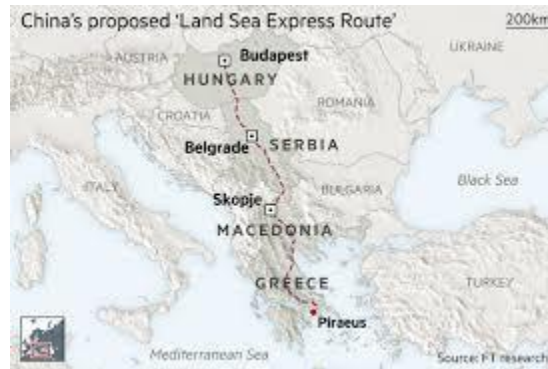 China's proposed 'Land Sea Express Route'
200km
UKRAINE
AUSTRIA
Budapest
HUNGARY
ROMANIA
CROATIA
Belgrade
SERBIA
ITALY
BULGARIA
Black Sea
Skopje
MACEDONIA
GREECE
TURKEY
Piraeus
Mediterranean Sea
Source: FT research